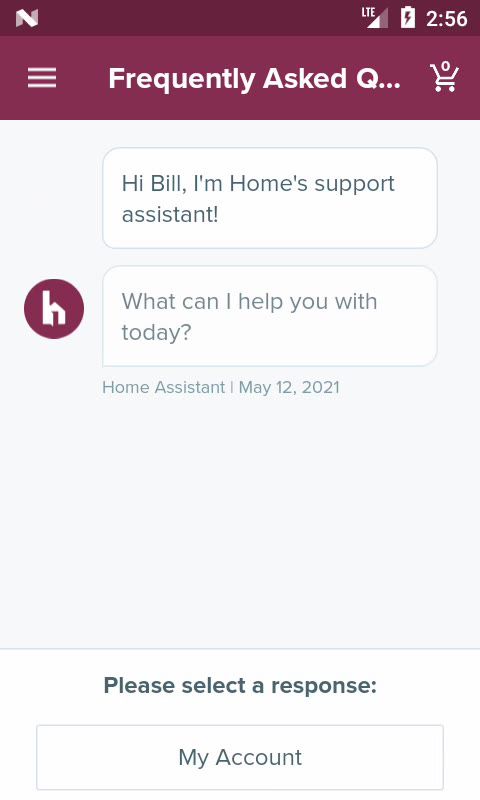 LTE 2:56
Frequently Asked Q...
0
Hi Bill, I'm Home's support
assistant!
What can I help you with
today?
Home Assistant | May 12, 2021
Please select a response:
My Account